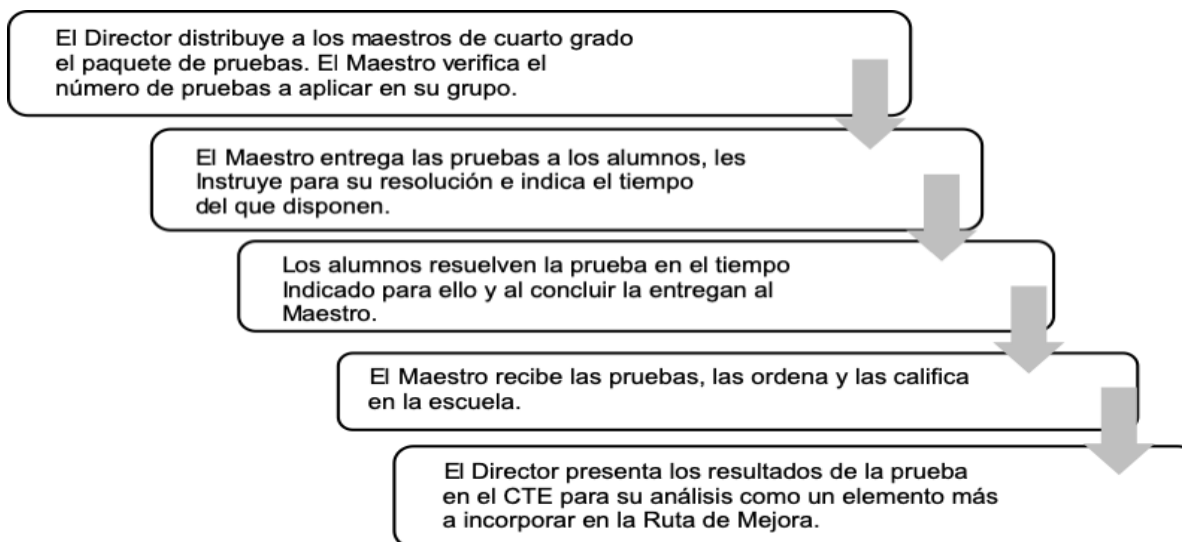 El Director distribuye a los maestros de cuarto grado
el paquete de pruebas. El Maestro verifica el
número de pruebas a aplicar en su grupo.
El Maestro entrega las pruebas a los alumnos, les
Instruye para su resolución e indica el tiempo
del que disponen.
Los alumnos resuelven la prueba en el tiempo
Indicado para ello y al concluir la entregan al
Maestro.
El Maestro recibe las pruebas, las ordena y las califica
en la escuela.
El Director presenta los resultados de la prueba
en el CTE para su análisis como un elemento más
a incorporar en la Ruta de Mejora.